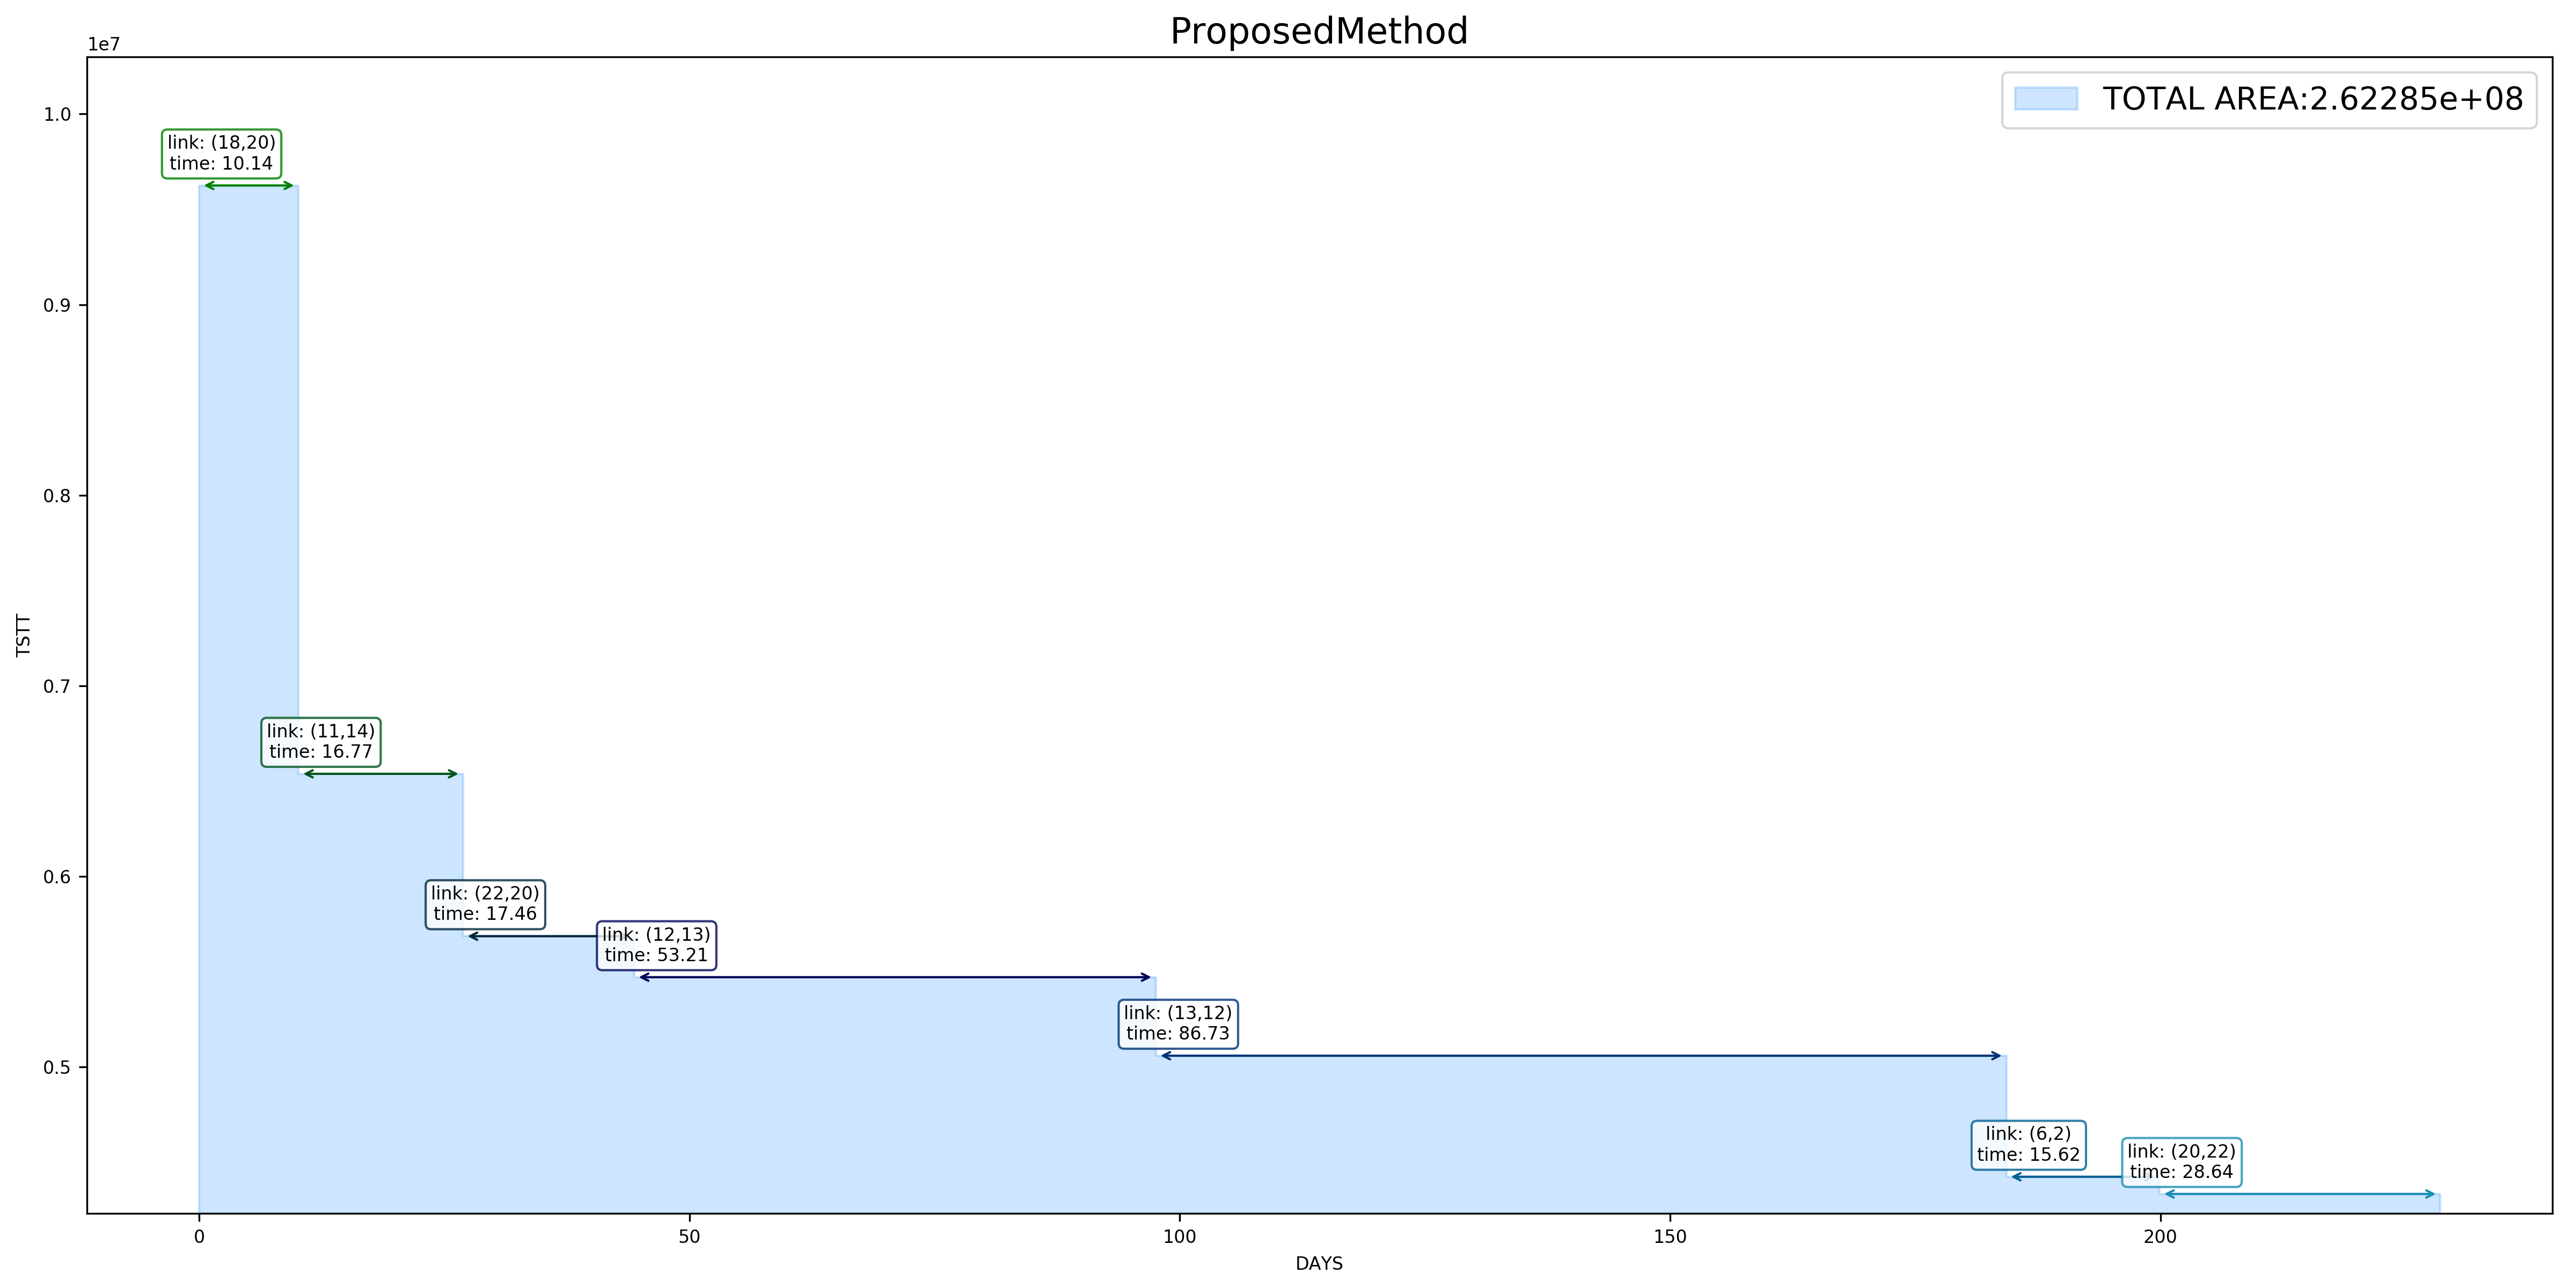 ProposedMethod
1e7
TOTAL AREA:2.62285e+08
1.0
0.9
0.8
0.7
0.6
0.5
TSTT
link: (18,20)
time: 10.14
link: (11,14)
time: 16.77
link: (22,20)
time: 17.46
link: (12,13)
time: 53.21
link: (13,12)
time: 86.73
link: (6,2)
time: 15.62
link: (20,22)
time: 28.64
0
50
100
150
200
DAYS